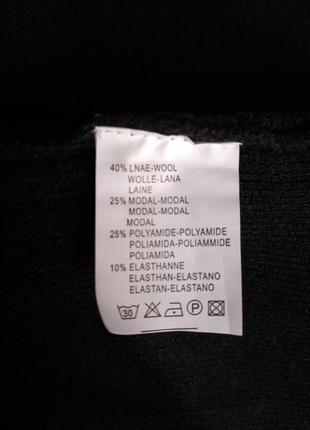 40% LNAE-WOOL
WOLLE-LANA
LAINE
25% MODAL-MODAL
MODAL-MODAL
MODAL
25% POLYAMIDE-POLYAMIDE
POLIAMIDA-POLIAMMIDE
POLIAMIDA
10% ELASTHANNE
ELASTHAN-ELASTANO
ELASTAN-ELASTANO
30 P